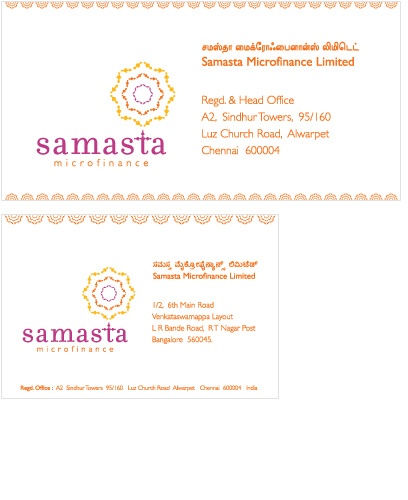 சமஸ்தா மைக்ரோஃபைனான்ஸ் லிமிடெட்
Samasta Microfinance Limited
Regd. & Head Office
A2, Sindhur Towers, 95/160
Luz Church Road, Alwarpet
Chennai 600004
samasta
microfinance
ಸಮಸ್ತ ಮೈಕ್ರೋಫೈನ್ಯಾನ್ಸ್ ಲಿಮಿಟೆಡ್
Samasta Microfinance Limited
1/2, 6th Main Road
Venkataswamappa Layout
L R Bande Road, R T Nagar Post
Bangalore 560045.
samasta
microfinance
Regd. Office : A2 Sindhur Towers 95/160 Luz Church Road Alwarpet Chennai 600004 India